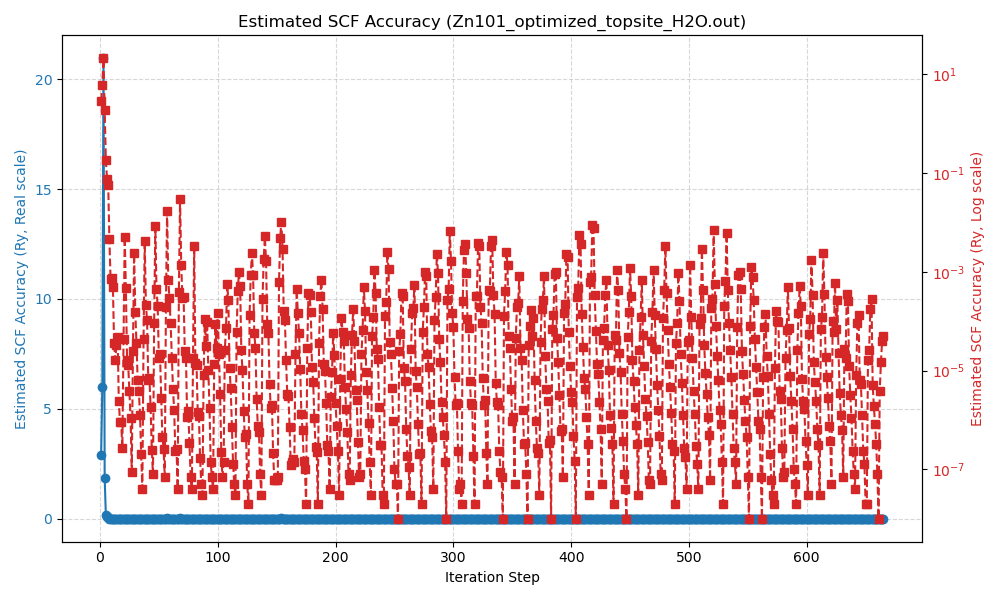 Estimated SCF Accuracy (Zn101_optimized_topsite_H2O.out)
Estimated SCF Accuracy (Ry, Real scale)
20
15
10
5
0
10¹
10⁻¹
10⁻³
10⁻⁵
10⁻⁷
Estimated SCF Accuracy (Ry, Log scale)
0 100 200 300 400 500 600
Iteration Step